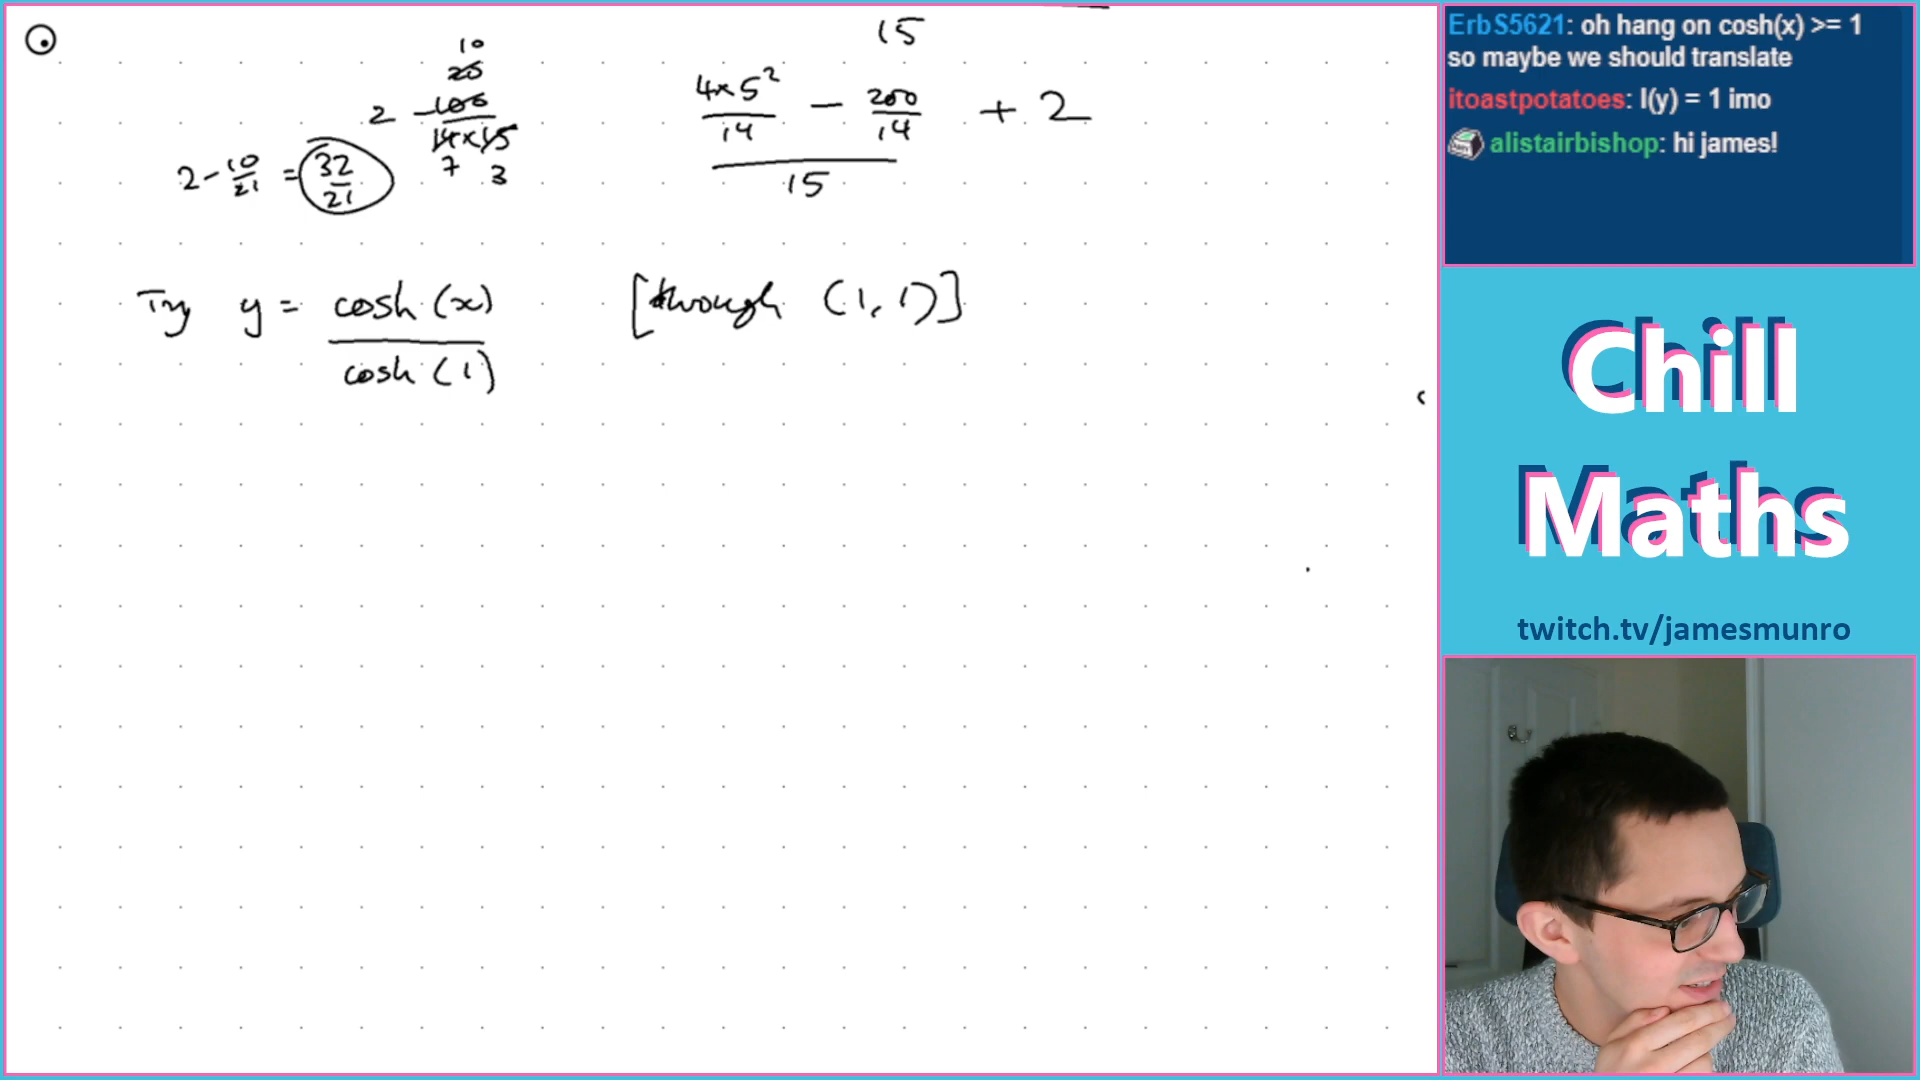 15
10
25
2 - 100
14×15
7 3
2 - 10/21 = 32/21
4×5² / 14 - 200 / 14 + 2
15
Try y = cosh (x) / cosh (1) [through (1, 1)]
ErbS5621: oh hang on cosh(x) >= 1
so maybe we should translate
itoastpotatoes: I(y) = 1 imo
alistairbishop: hi james!
Chill
Maths
twitch.tv/jamesmunro